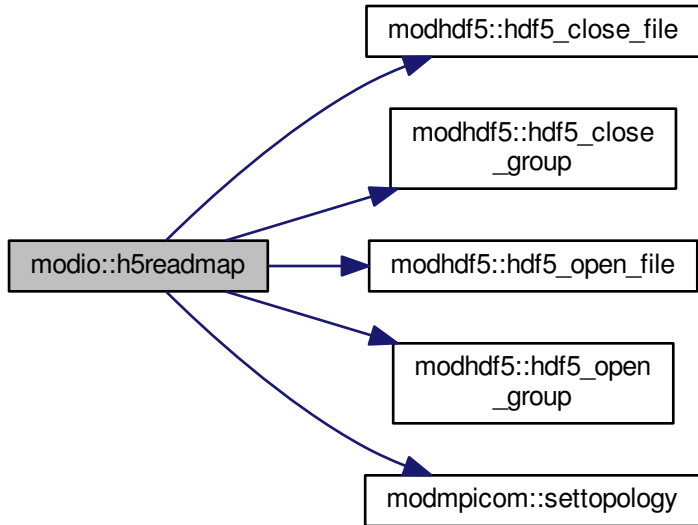 modhdf5::hdf5_close_file
modhdf5::hdf5_close
_group
modio::h5readmap
modhdf5::hdf5_open_file
modhdf5::hdf5_open
_group
modmpicom::settopology